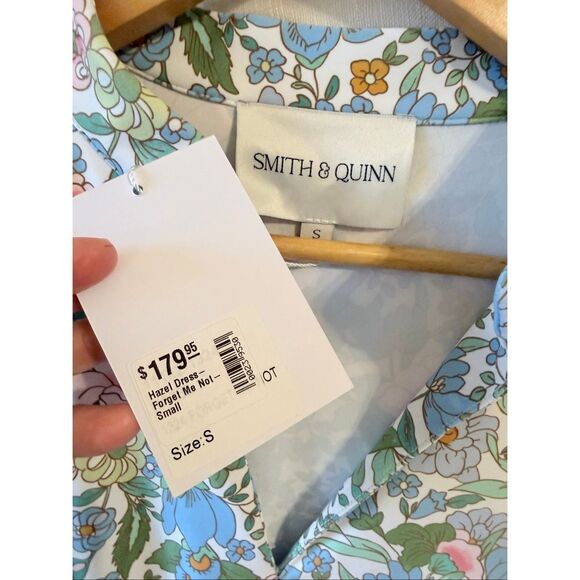 SMITH & QUINN
S
$179.95
Hazel Dress—
Forget Me Not—
Small
Size:S
OT